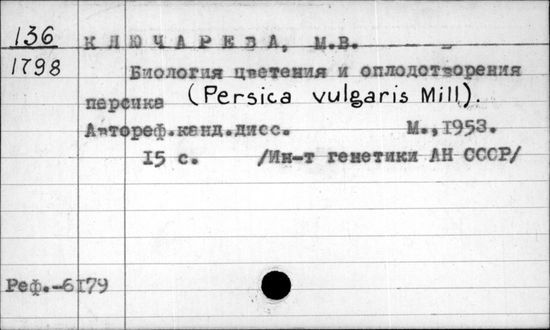 136
1798
КЛЮЧАРЕВА, М.В.
Биология цветения и оплодотворения
персика (Persica vulgaris Mill).
Автореф.канд.дисс. М.,1953.
15 с. /Ин-т генетики АН СССР/
Реф.-6179